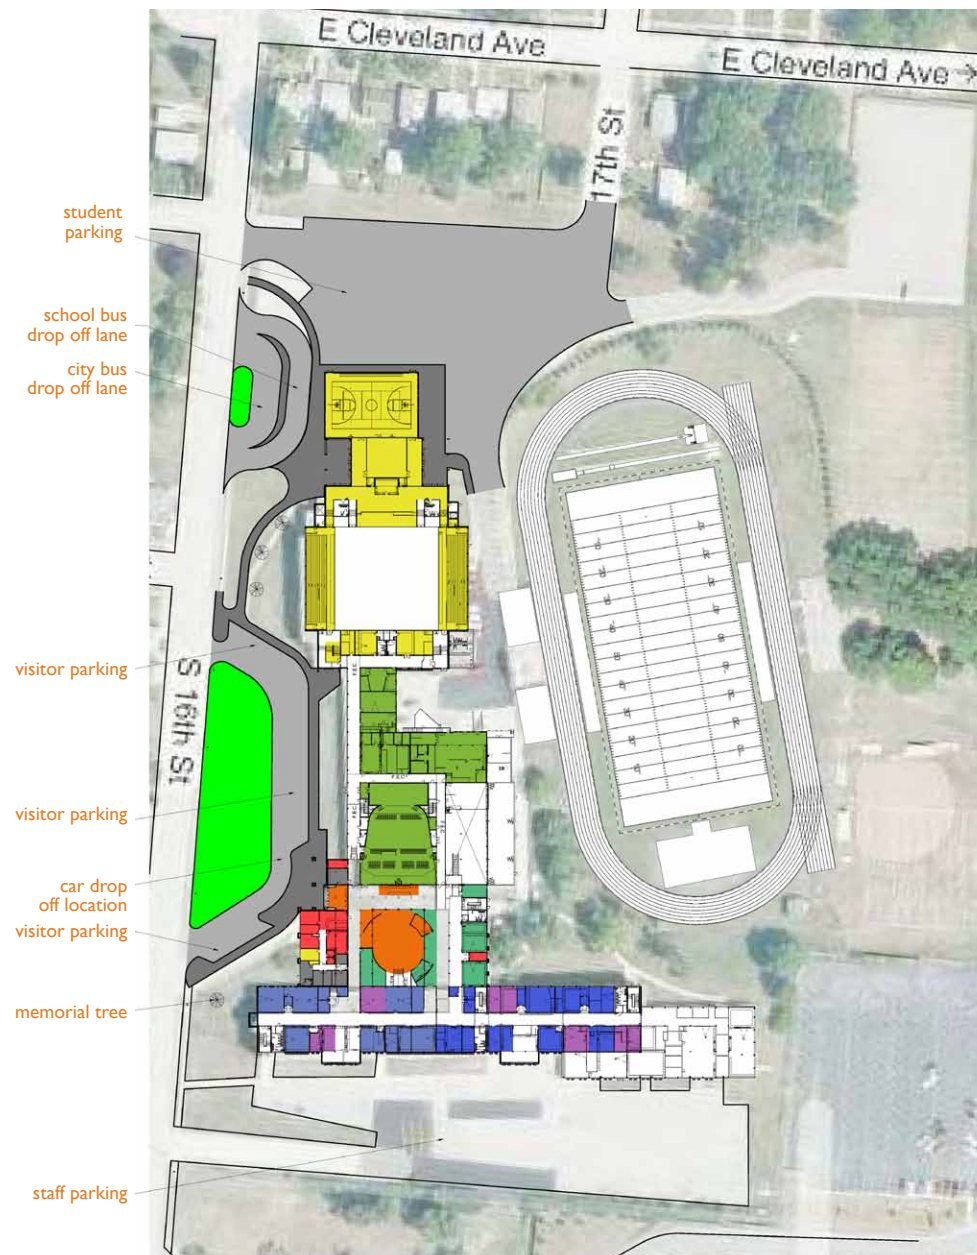 E Cleveland Ave
E Cleveland Ave
17th St
student
parking
school bus
drop off lane
city bus
drop off lane
visitor parking
S 16th St
visitor parking
car drop
off location
visitor parking
memorial tree
staff parking